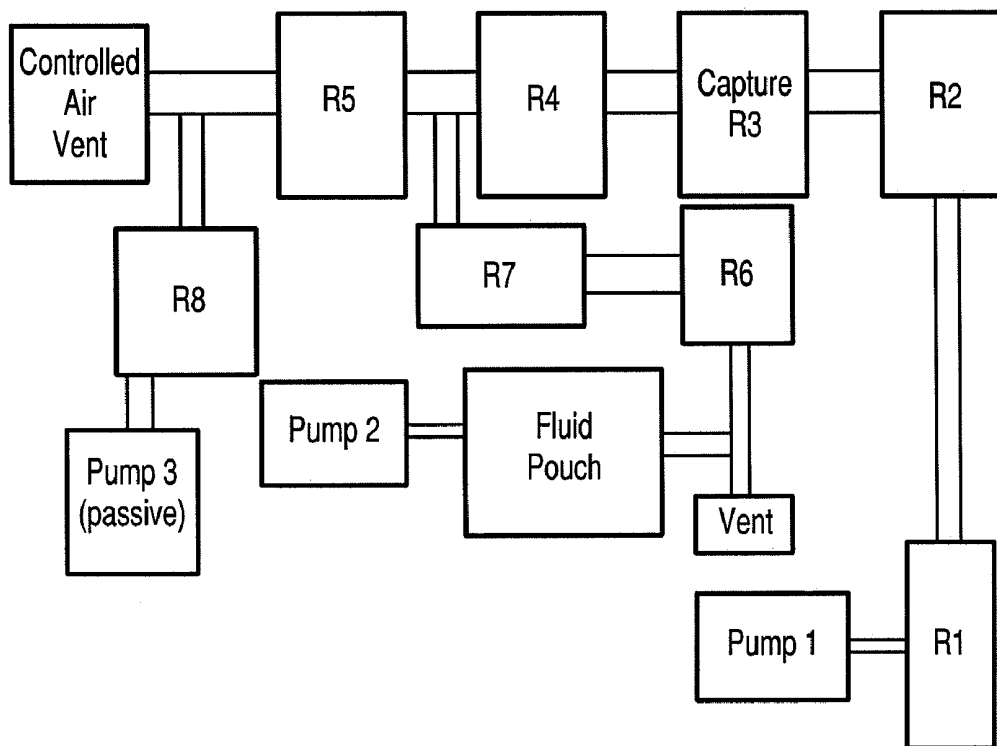 Controlled
Air
Vent
R5
R4
Capture
R3
R2
R8
R7
R6
Pump 3
(passive)
Pump 2
Fluid
Pouch
Vent
Pump 1
R1